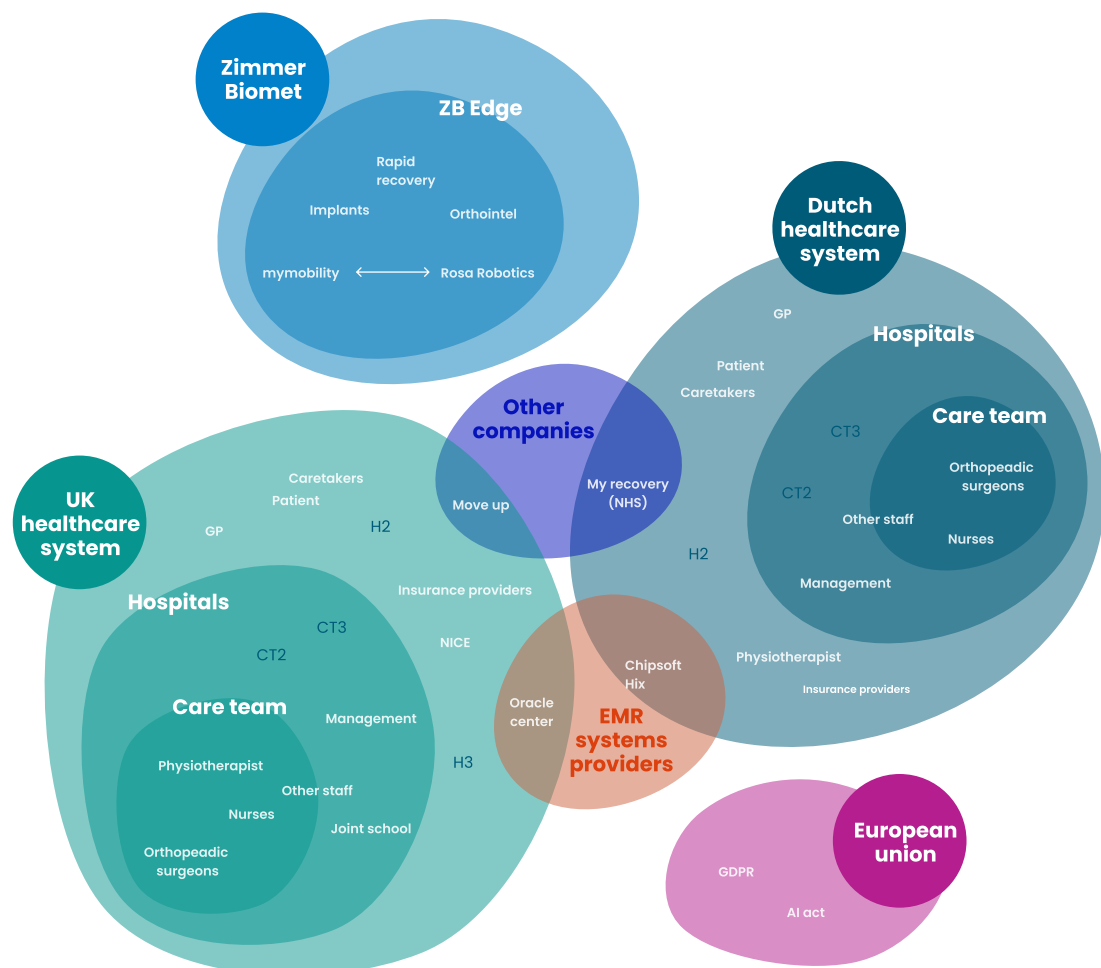 Zimmer
Biomet
ZB Edge
Rapid
recovery
Implants
Orthointel
mymobility
Rosa Robotics
Dutch
healthcare
system
GP
Hospitals
Patient
Caretakers
Care team
CT3
Orthopeadic
surgeons
CT2
Other staff
Nurses
H2
Management
Physiotherapist
Insurance providers
Other
companies
Move up
My recovery
(NHS)
UK
healthcare
system
Caretakers
Patient
GP
H2
Insurance providers
Hospitals
CT3
NICE
CT2
Care team
Management
Physiotherapist
H3
Other staff
Nurses
Joint school
Orthopeadic
surgeons
Chipsoft
Hix
Oracle
center
EMR
systems
providers
European
union
GDPR
AI act